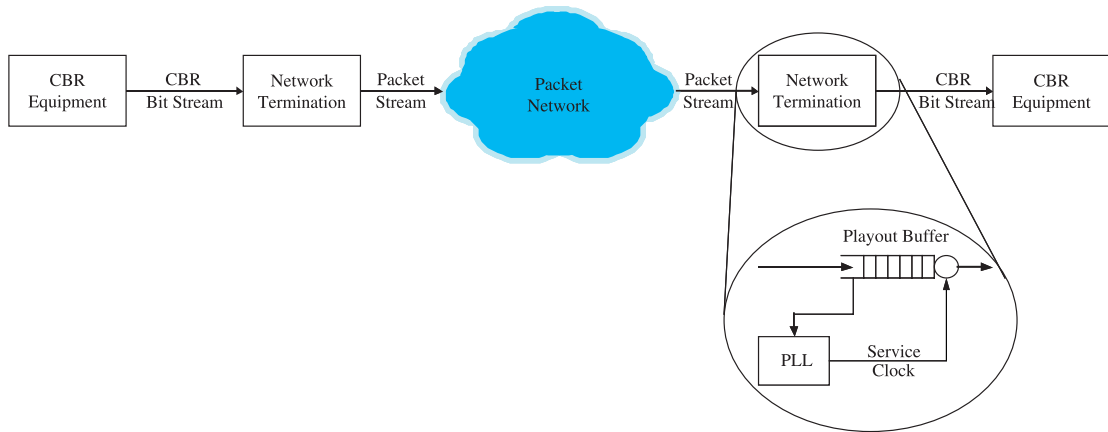 CBR
Equipment
CBR
Bit Stream
Network
Termination
Packet
Stream
Packet
Network
Packet
Stream
Network
Termination
CBR
Bit Stream
CBR
Equipment
Playout Buffer
PLL
Service
Clock